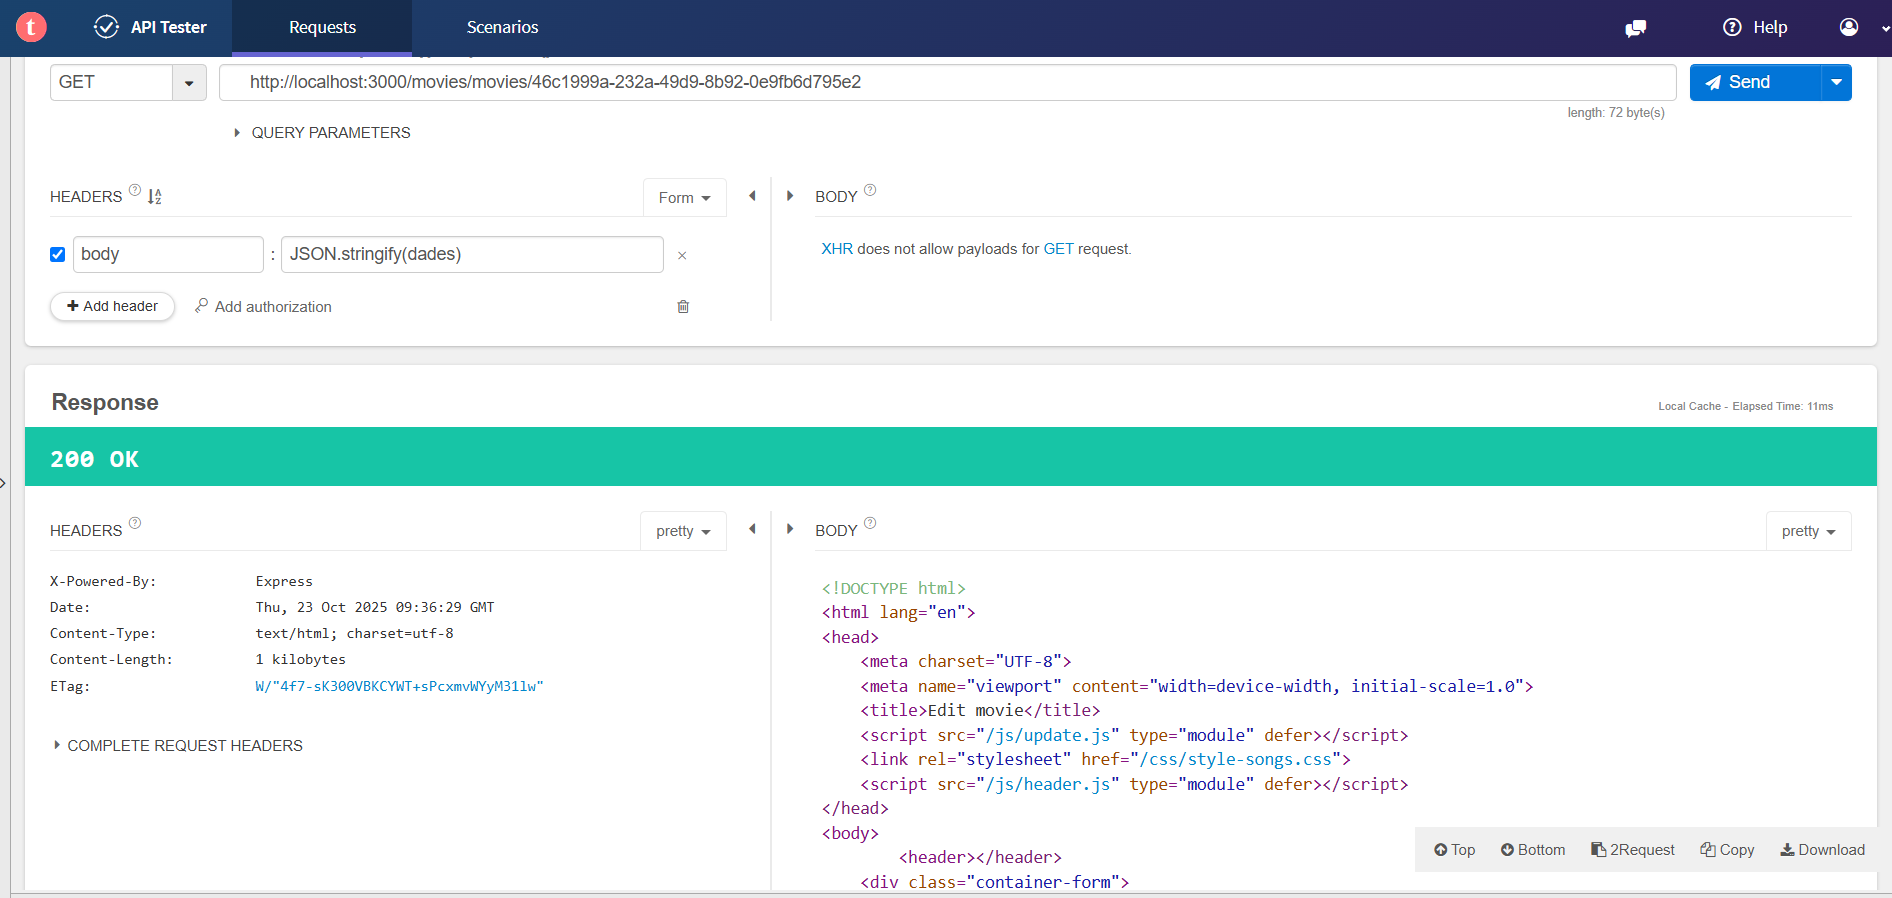 t API Tester Requests Scenarios Help
GET http://localhost:3000/movies/movies/46c1999a-232a-49d9-8b92-0e9fb6d795e2 Send
length: 72 byte(s)
QUERY PARAMETERS
HEADERS ? Form BODY ?
body : JSON.stringify(dades) × XHR does not allow payloads for GET request.
+ Add header Add authorization
Response
Local Cache - Elapsed Time: 11ms
200 OK
HEADERS ? pretty BODY ? pretty
X-Powered-By: Express
Date: Thu, 23 Oct 2025 09:36:29 GMT
Content-Type: text/html; charset=utf-8
Content-Length: 1 kilobytes
ETag: W/"4f7-sK300VBKCYWT+sPcxmvWYyM31lw"
COMPLETE REQUEST HEADERS
<!DOCTYPE html>
<html lang="en">
<head>
<meta charset="UTF-8">
<meta name="viewport" content="width=device-width, initial-scale=1.0">
<title>Edit movie</title>
<script src="/js/update.js" type="module" defer></script>
<link rel="stylesheet" href="/css/style-songs.css">
<script src="/js/header.js" type="module" defer></script>
</head>
<body>
<header></header>
<div class="container-form">
Top Bottom 2Request Copy Download